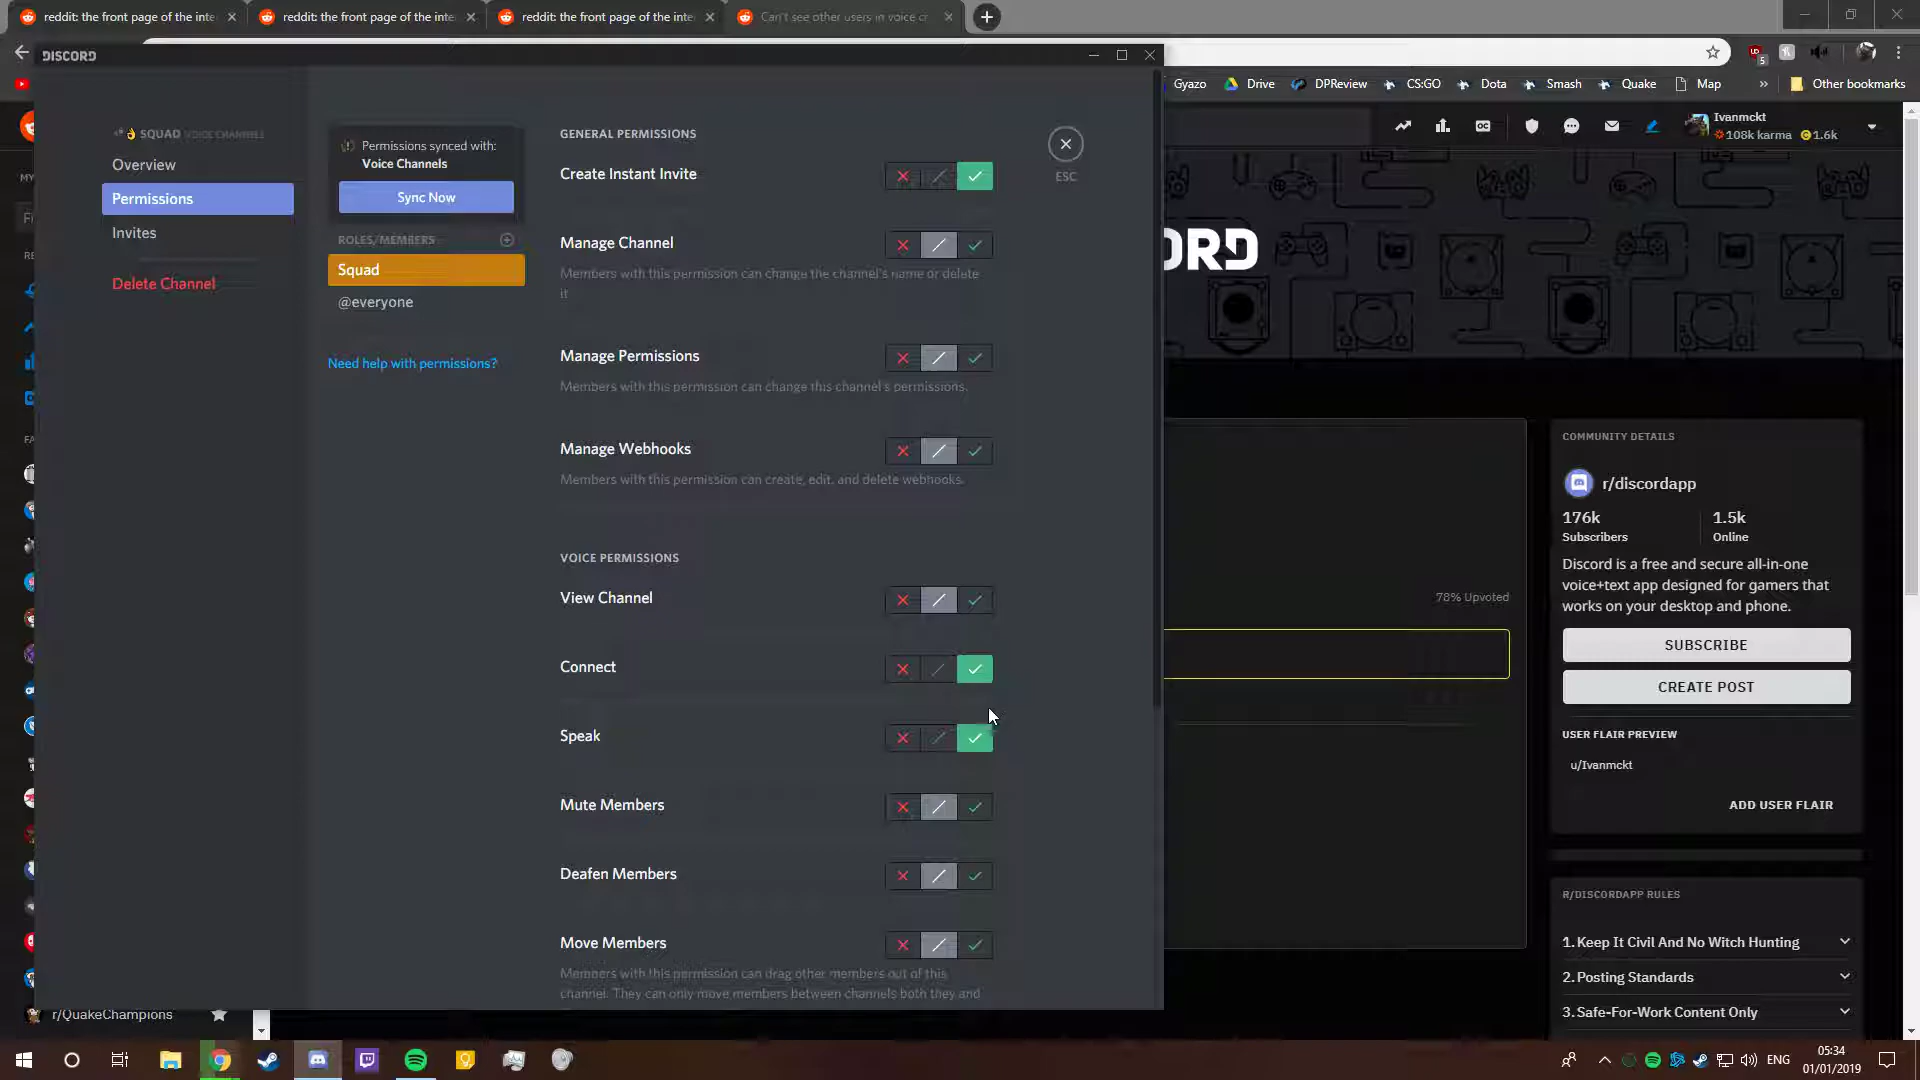 reddit: the front page of the inte
reddit: the front page of the inte
reddit: the front page of the inte
Can't see other users in voice cr
DISCORD
5
Gyazo
Drive
DPReview
CS:GO
Dota
Smash
Quake
Map
»
Other bookmarks
Ivanmckt
108k karma
1.6k
ORD
👌 SQUAD VOICE CHANNELS
Overview
Permissions
Invites
Delete Channel
Permissions synced with:
Voice Channels
Sync Now
ROLES/MEMBERS
Squad
@everyone
Need help with permissions?
GENERAL PERMISSIONS
Create Instant Invite
ESC
Manage Channel
Members with this permission can change the channel's name or delete
it
Manage Permissions
Members with this permission can change this channel's permissions.
Manage Webhooks
Members with this permission can create, edit, and delete webhooks.
VOICE PERMISSIONS
View Channel
Connect
Speak
Mute Members
Deafen Members
Move Members
Members with this permission can drag other members out of this
channel. They can only move members between channels both they and
78% Upvoted
COMMUNITY DETAILS
r/discordapp
176k
1.5k
Subscribers
Online
Discord is a free and secure all-in-one
voice+text app designed for gamers that
works on your desktop and phone.
SUBSCRIBE
CREATE POST
USER FLAIR PREVIEW
u/Ivanmckt
ADD USER FLAIR
R/DISCORDAPP RULES
1. Keep It Civil And No Witch Hunting
2. Posting Standards
3. Safe-For-Work Content Only
MY
Fi
RE
FA
r/QuakeChampions
ENG
05:34
01/01/2019